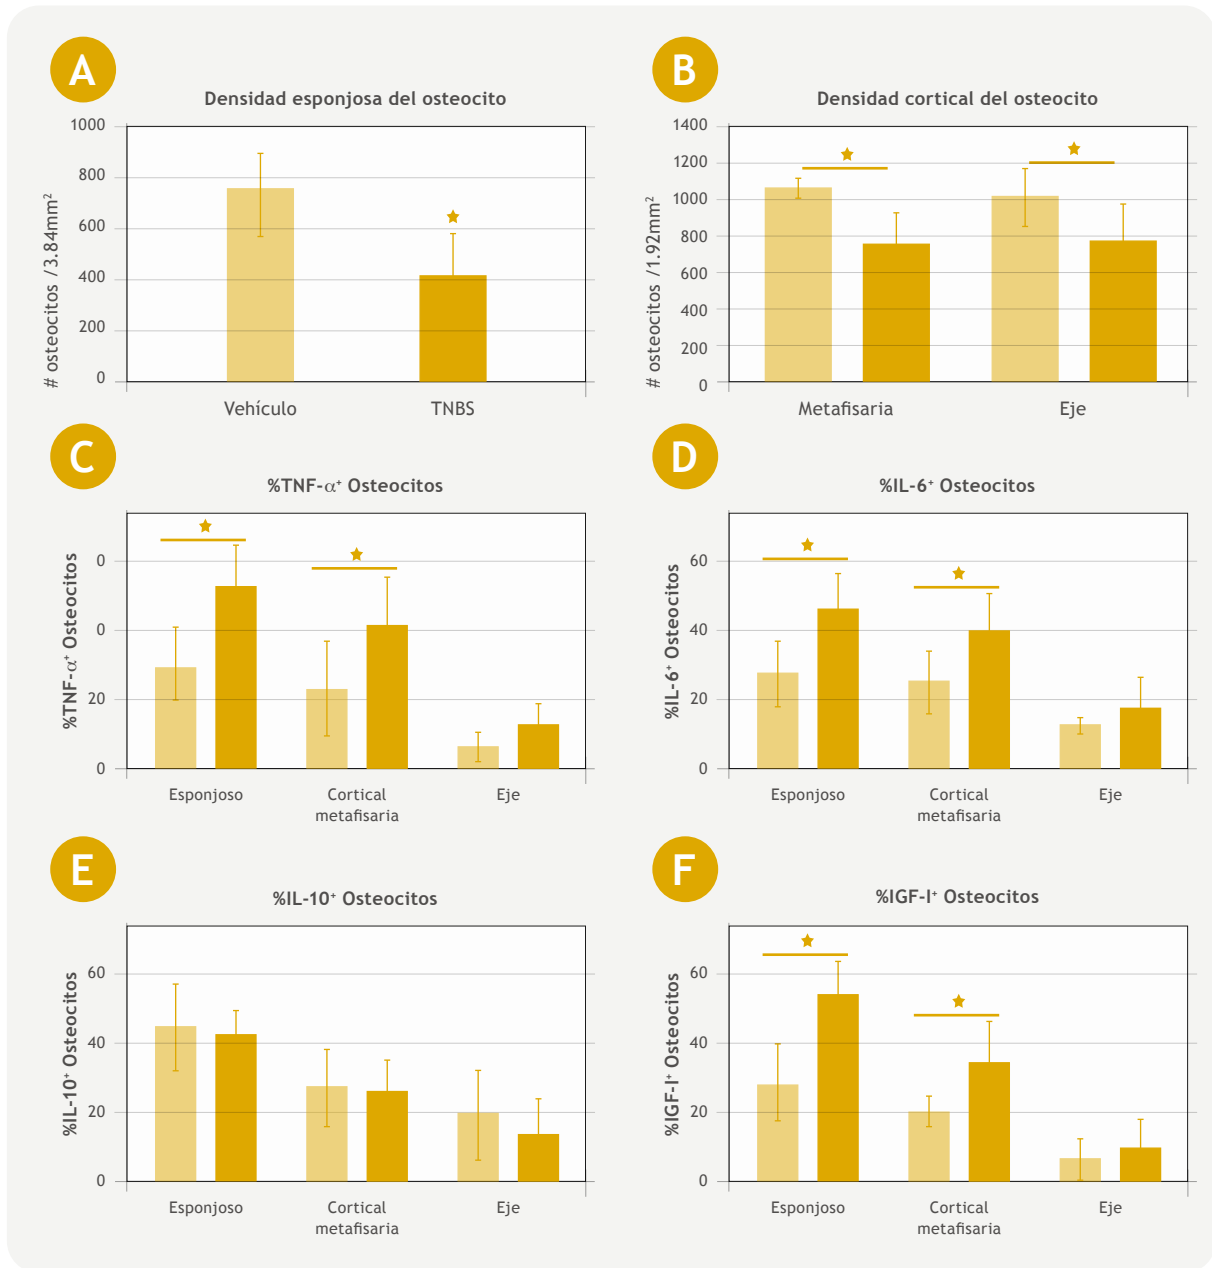 A
Densidad esponjosa del osteocito
# osteocitos /3.84mm²
1000
800
600
400
200
0
Vehículo
TNBS
B
Densidad cortical del osteocito
# osteocitos /1.92mm²
1400
1200
1000
800
600
400
200
0
Metafisaria
Eje
C
%TNF-α⁺ Osteocitos
%TNF-α⁺ Osteocitos
0
0
20
0
Esponjoso
Cortical
metafisaria
Eje
D
%IL-6⁺ Osteocitos
%IL-6⁺ Osteocitos
60
40
20
0
Esponjoso
Cortical
metafisaria
Eje
E
%IL-10⁺ Osteocitos
%IL-10⁺ Osteocitos
60
40
20
0
Esponjoso
Cortical
metafisaria
Eje
F
%IGF-I⁺ Osteocitos
%IGF-I⁺ Osteocitos
60
40
20
0
Esponjoso
Cortical
metafisaria
Eje